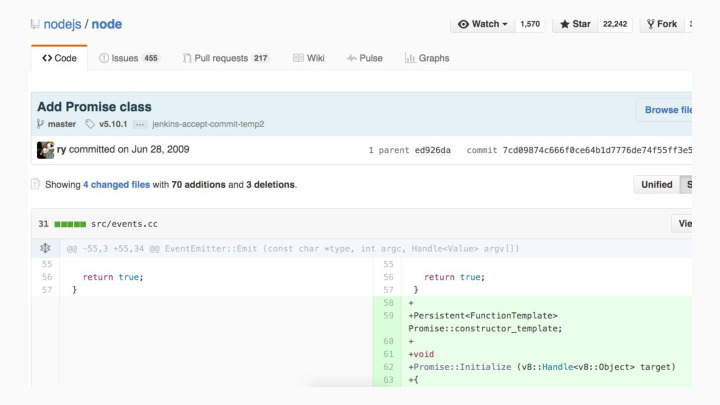 nodejs / node
Watch 1,570 Star 22,242 Fork
Code Issues 455 Pull requests 217 Wiki Pulse Graphs
Add Promise class
Browse file
master v5.10.1 ... jenkins-accept-commit-temp2
ry committed on Jun 28, 2009 1 parent ed926da commit 7cd09874c666f0ce64b1d7776de74f55ff3e5
Showing 4 changed files with 70 additions and 3 deletions. Unified S
31 src/events.cc Vie
@@ -55,3 +55,34 @@ EventEmitter::Emit (const char *type, int argc, Handle<Value> argv[])
55 55
56 return true; 56 return true;
57 } 57 }
58 +
59 +Persistent<FunctionTemplate>
Promise::constructor_template;
60 +
61 +void
62 +Promise::Initialize (v8::Handle<v8::Object> target)
63 +{